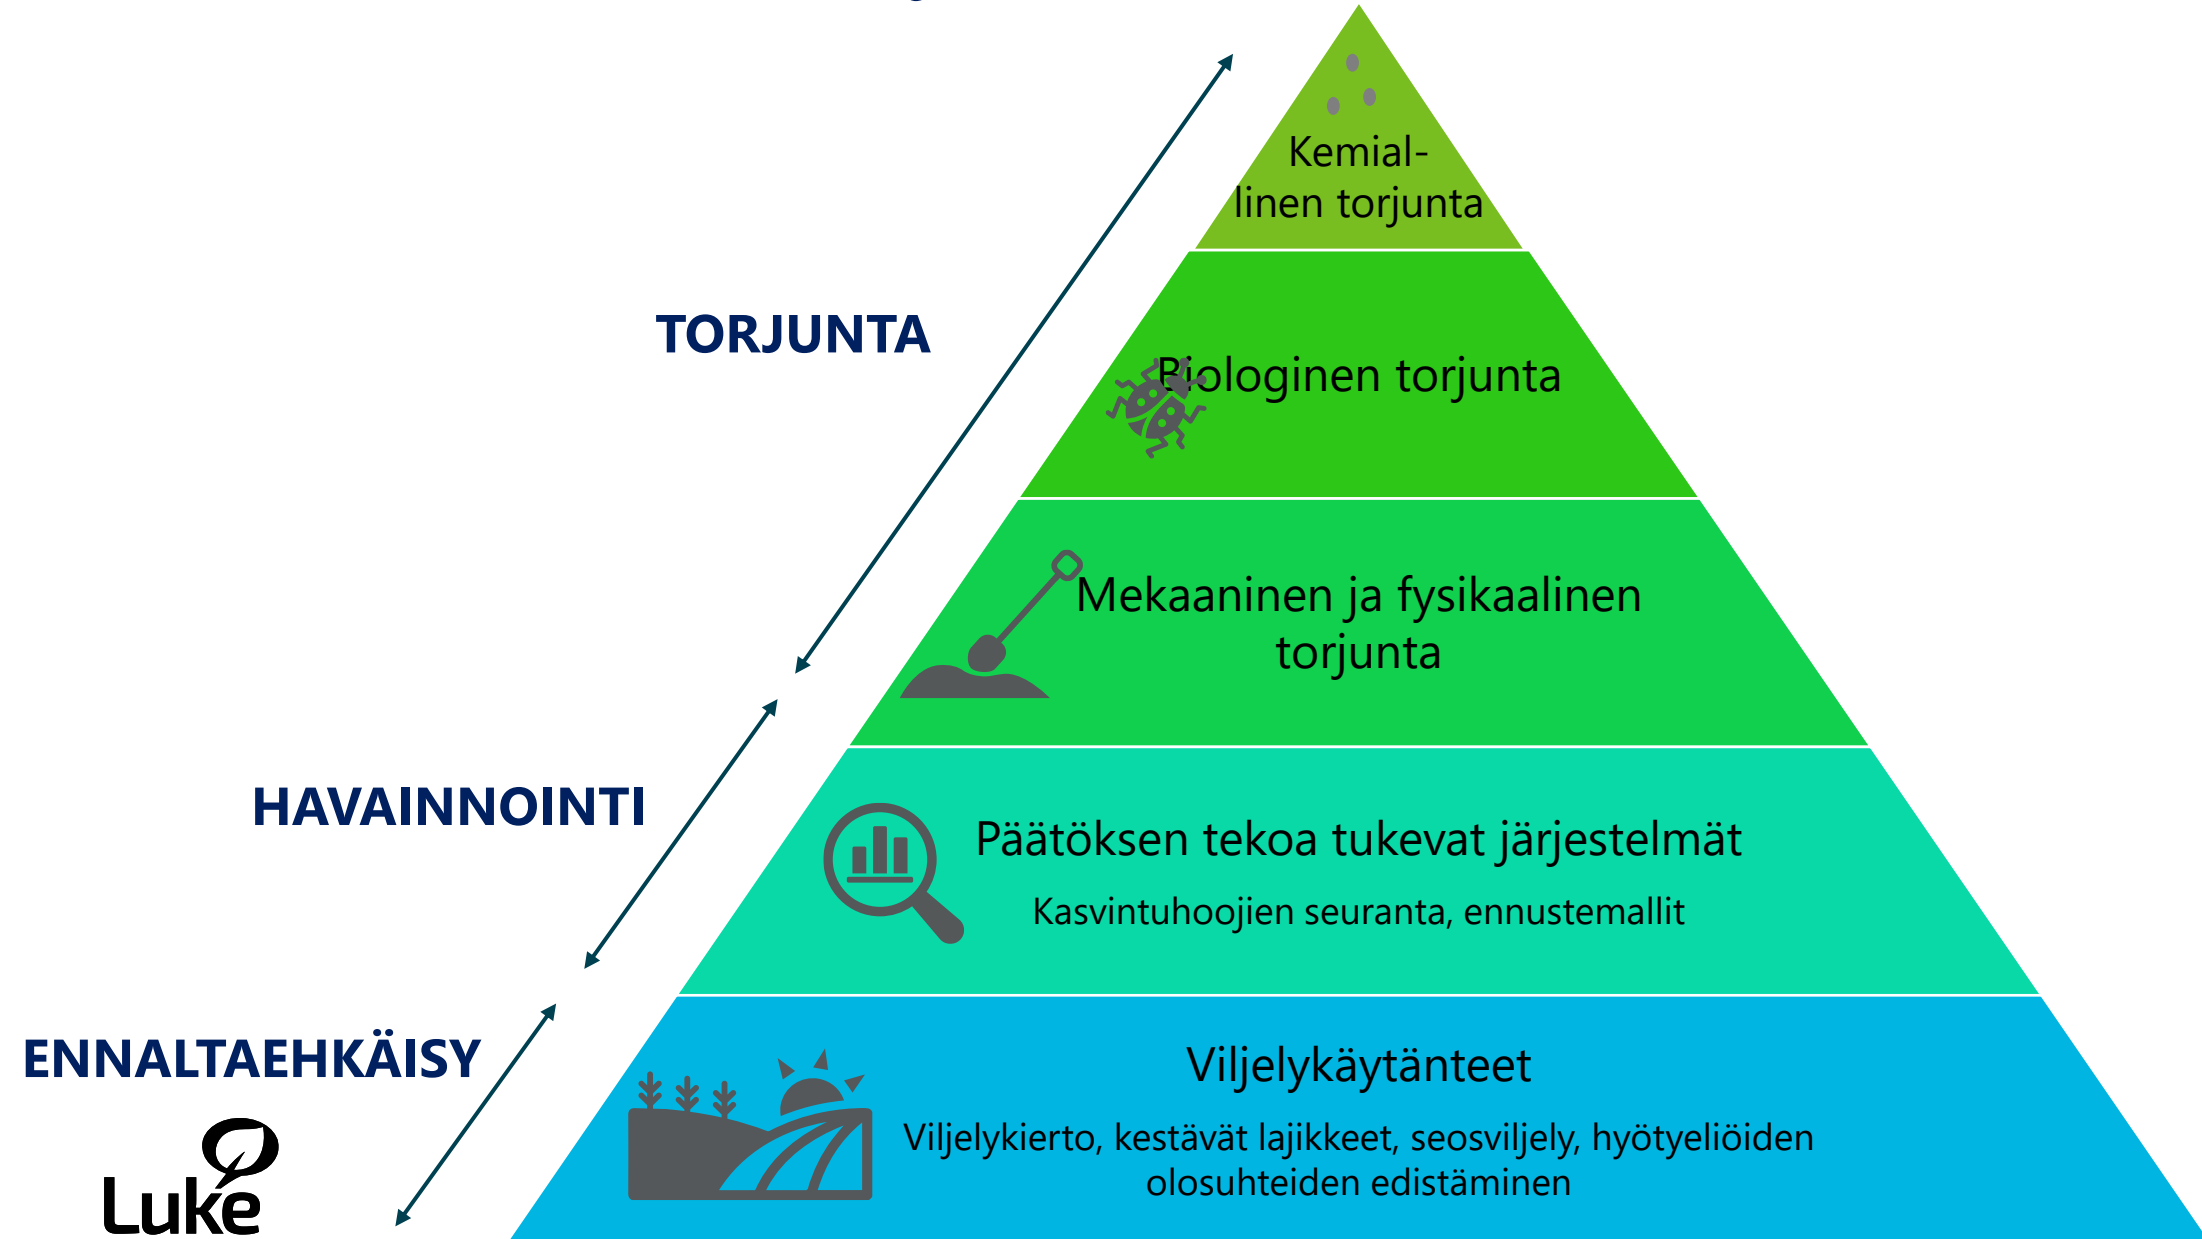 Kemial-
linen torjunta
TORJUNTA
Biologinen torjunta
Mekaaninen ja fysikaalinen
torjunta
HAVAINNOINTI
Päätöksen tekoa tukevat järjestelmät
Kasvintuhoojien seuranta, ennustemallit
ENNALTAEHKÄISY
Viljelykäytänteet
Viljelykierto, kestävät lajikkeet, seosviljely, hyötyeliöiden
olosuhteiden edistäminen
Luke